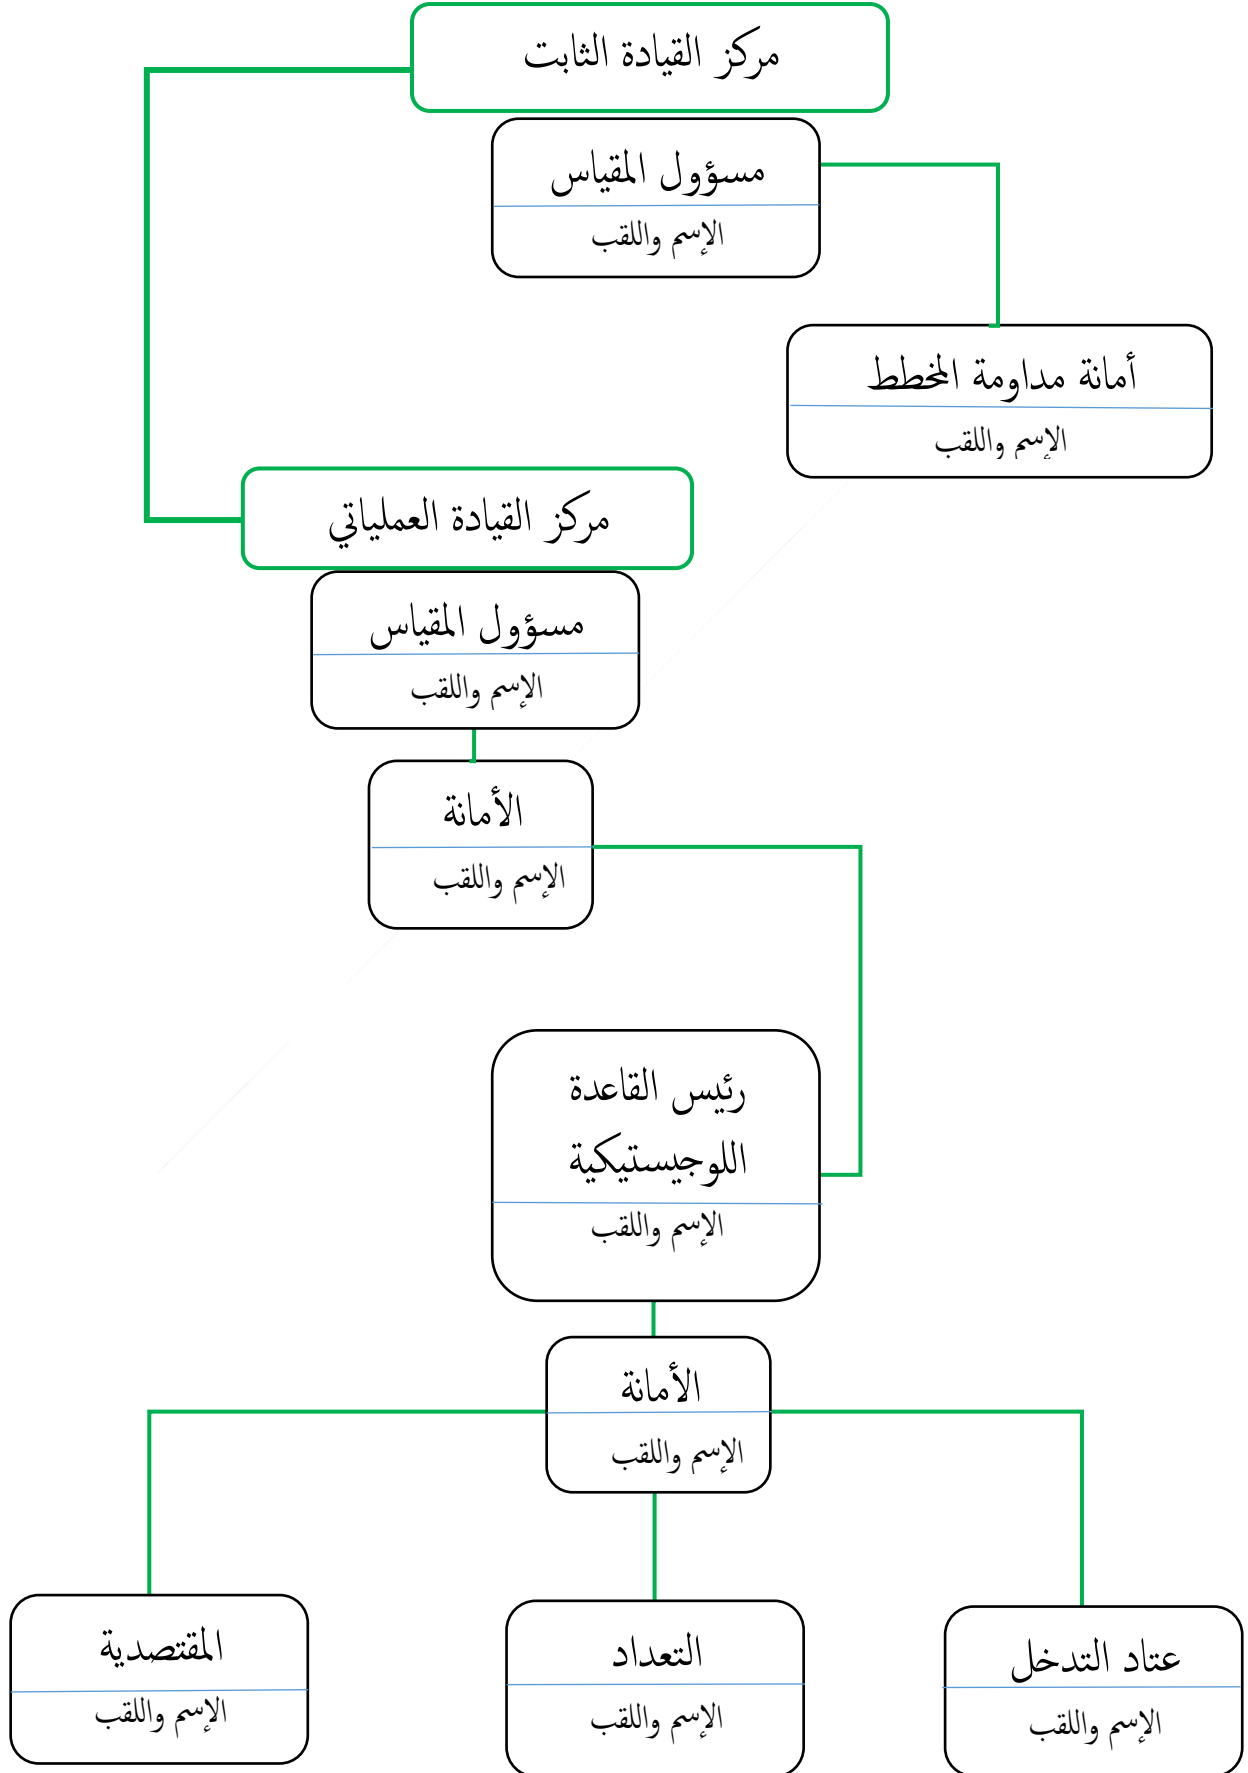 مركز القيادة الثابت
مسؤول المقياس
الإسم واللقب
أمانة مداومة المخطط
الإسم واللقب
مركز القيادة العملياتي
مسؤول المقياس
الإسم واللقب
الأمانة
الإسم واللقب
رئيس القاعدة
اللوجيستيكية
الإسم واللقب
الأمانة
الإسم واللقب
عتاد التدخل
الإسم واللقب
التعداد
الإسم واللقب
المقتصدية
الإسم واللقب